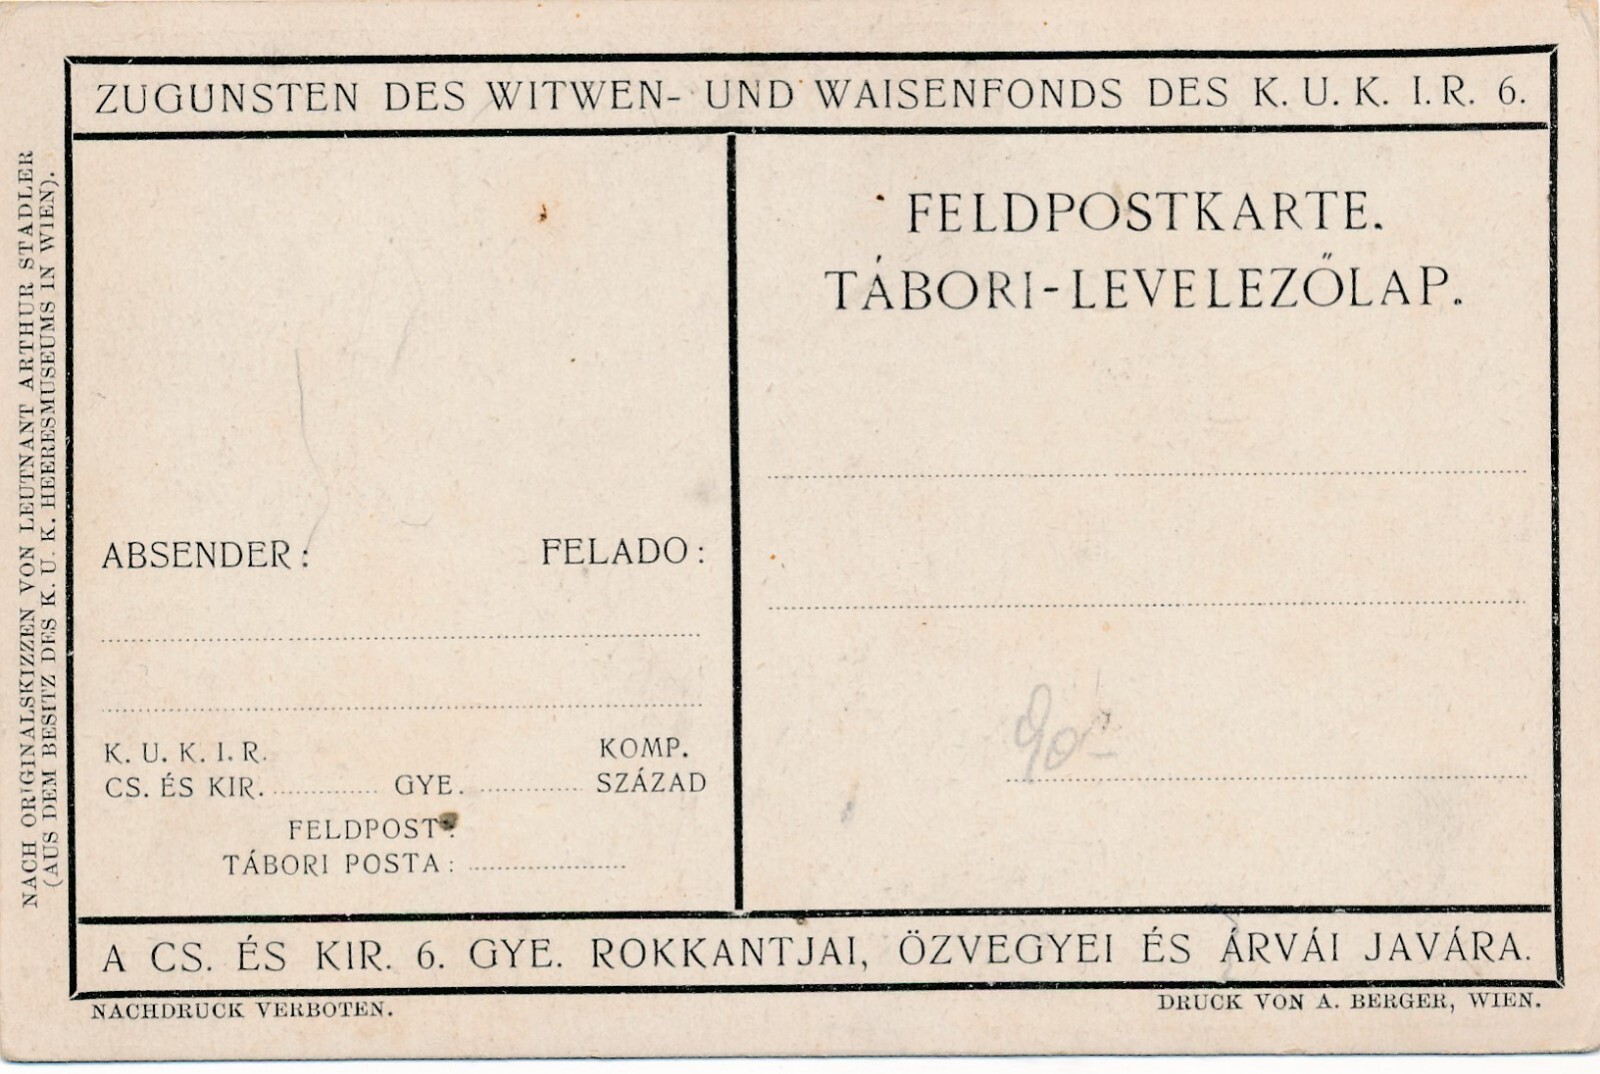 ZUGUNSTEN DES WITWEN- UND WAISENFONDS DES K. U. K. I. R. 6.
NACH ORIGINALSKIZZEN VON LEUTNANT ARTHUR STADLER
(AUS DEM BESITZ DES K. U. K. HEERESMUSEUMS IN WIEN).
FELDPOSTKARTE.
TÁBORI-LEVELEZŐLAP.
ABSENDER: FELADO:
K. U. K. I. R. KOMP.
CS. ÉS KIR. GYE. SZÁZAD
FELDPOST:
TÁBORI POSTA:
90-
A CS. ÉS KIR. 6. GYE. ROKKANTJAI, ÖZVEGYEI ÉS ÁRVÁI JAVÁRA.
NACHDRUCK VERBOTEN. DRUCK VON A. BERGER, WIEN.